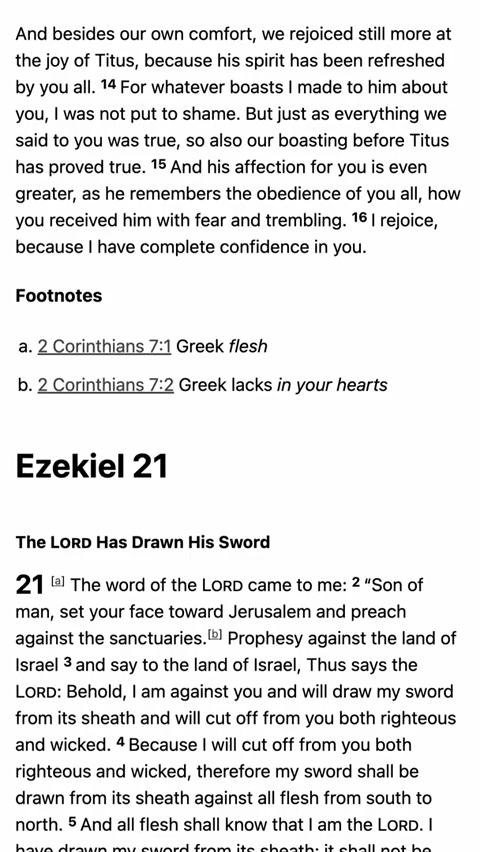 And besides our own comfort, we rejoiced still more at
the joy of Titus, because his spirit has been refreshed
by you all. 14 For whatever boasts I made to him about
you, I was not put to shame. But just as everything we
said to you was true, so also our boasting before Titus
has proved true. 15 And his affection for you is even
greater, as he remembers the obedience of you all, how
you received him with fear and trembling. 16 I rejoice,
because I have complete confidence in you.
Footnotes
a. 2 Corinthians 7:1 Greek flesh
b. 2 Corinthians 7:2 Greek lacks in your hearts
Ezekiel 21
The LORD Has Drawn His Sword
21 [a] The word of the LORD came to me: 2 “Son of
man, set your face toward Jerusalem and preach
against the sanctuaries.[b] Prophesy against the land of
Israel 3 and say to the land of Israel, Thus says the
LORD: Behold, I am against you and will draw my sword
from its sheath and will cut off from you both righteous
and wicked. 4 Because I will cut off from you both
righteous and wicked, therefore my sword shall be
drawn from its sheath against all flesh from south to
north. 5 And all flesh shall know that I am the LORD. I
have drawn my sword from its sheath; it shall not be